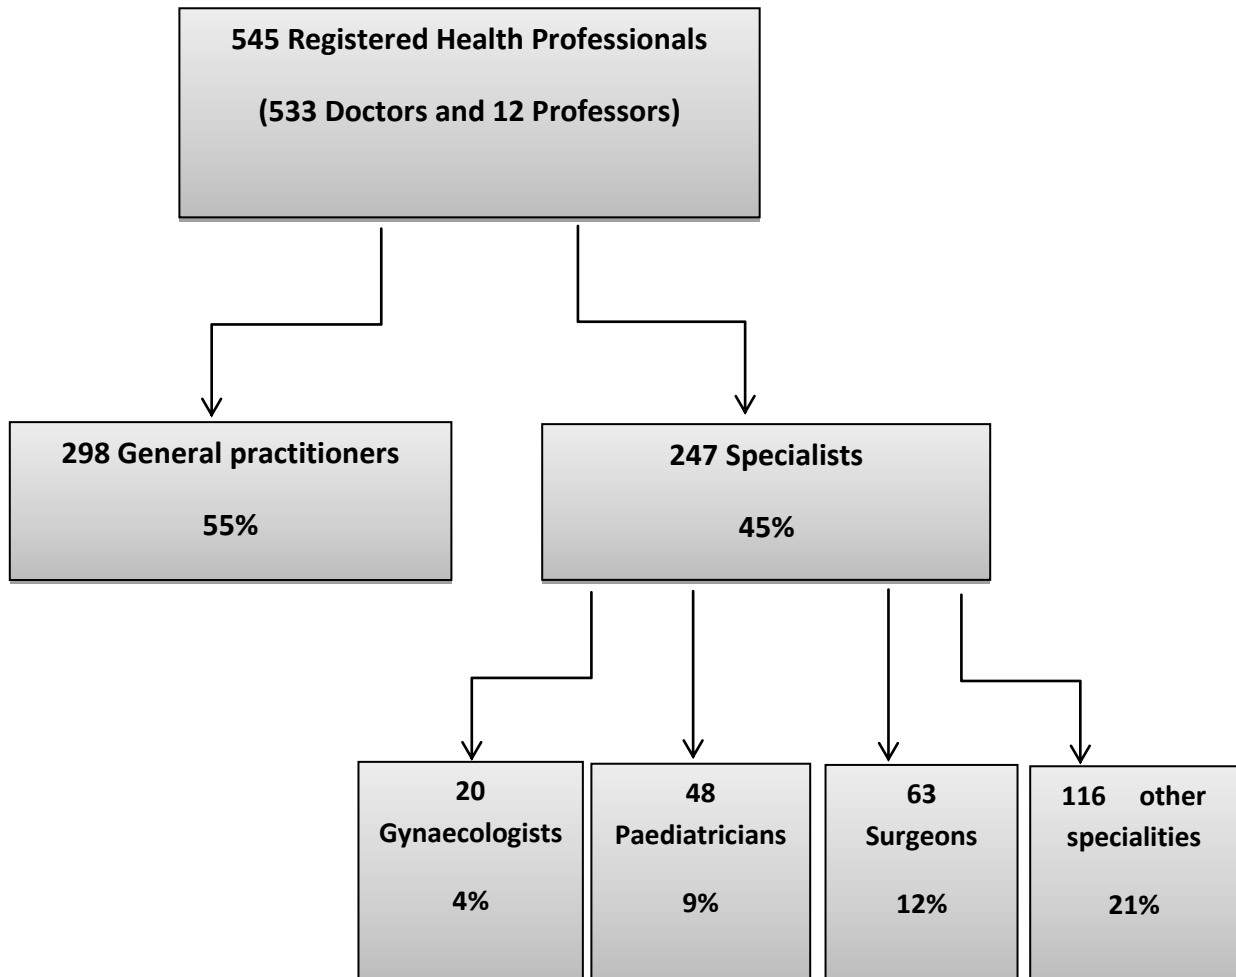 545 Registered Health Professionals
(533 Doctors and 12 Professors)
298 General practitioners
55%
247 Specialists
45%
20
Gynaecologists
4%
48
Paediatricians
9%
63
Surgeons
12%
116 other
specialities
21%